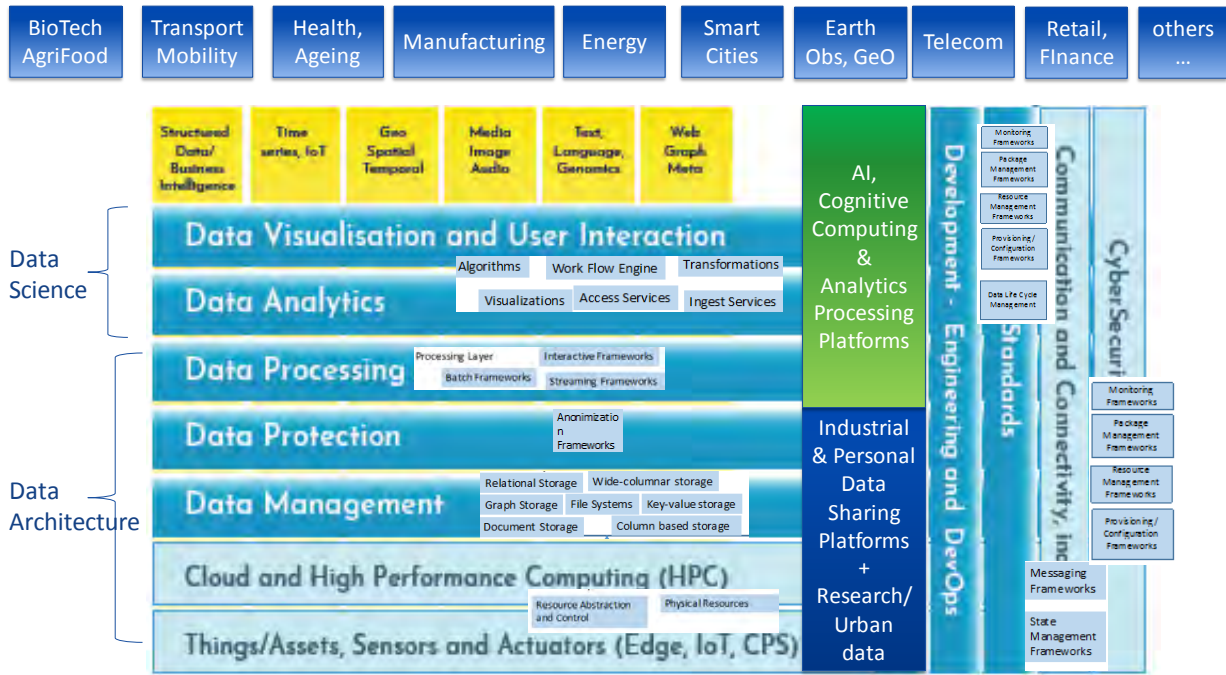 BioTech
AgriFood
Transport
Mobility
Health,
Ageing
Manufacturing
Energy
Smart
Cities
Earth
Obs, GeO
Telecom
Retail,
FInance
others
...
Structured
Data/
Business
Intelligence
Time
series, IoT
Geo
Spatial
Temporal
Media
Image
Audio
Text,
Language,
Genomics
Web
Graph
Meta
Data
Science
Data Visualisation and User Interaction
Algorithms
Work Flow Engine
Transformations
Data Analytics
Visualizations
Access Services
Ingest Services
Data
Architecture
Data Processing
Processing Layer
Interactive Frameworks
Batch Frameworks
Streaming Frameworks
Data Protection
Anonimizatio
n
Frameworks
Data Management
Relational Storage
Wide-columnar storage
Graph Storage
File Systems
Key-value storage
Document Storage
Column based storage
Cloud and High Performance Computing (HPC)
Resource Abstraction
and Control
Physical Resources
Things/Assets, Sensors and Actuators (Edge, IoT, CPS)
AI,
Cognitive
Computing
&
Analytics
Processing
Platforms
Industrial
& Personal
Data
Sharing
Platforms
+
Research/
Urban
data
Development - Engineering and DevOps
Standards
Monitoring
Frameworks
Package
Management
Frameworks
Resource
Management
Frameworks
Provisioning/
Configuration
Frameworks
Data Life Cycle
Management
Communication and Connectivity, inc
CyberSecuri
Monitoring
Frameworks
Package
Management
Frameworks
Resource
Management
Frameworks
Provisioning/
Configuration
Frameworks
Messaging
Frameworks
State
Management
Frameworks